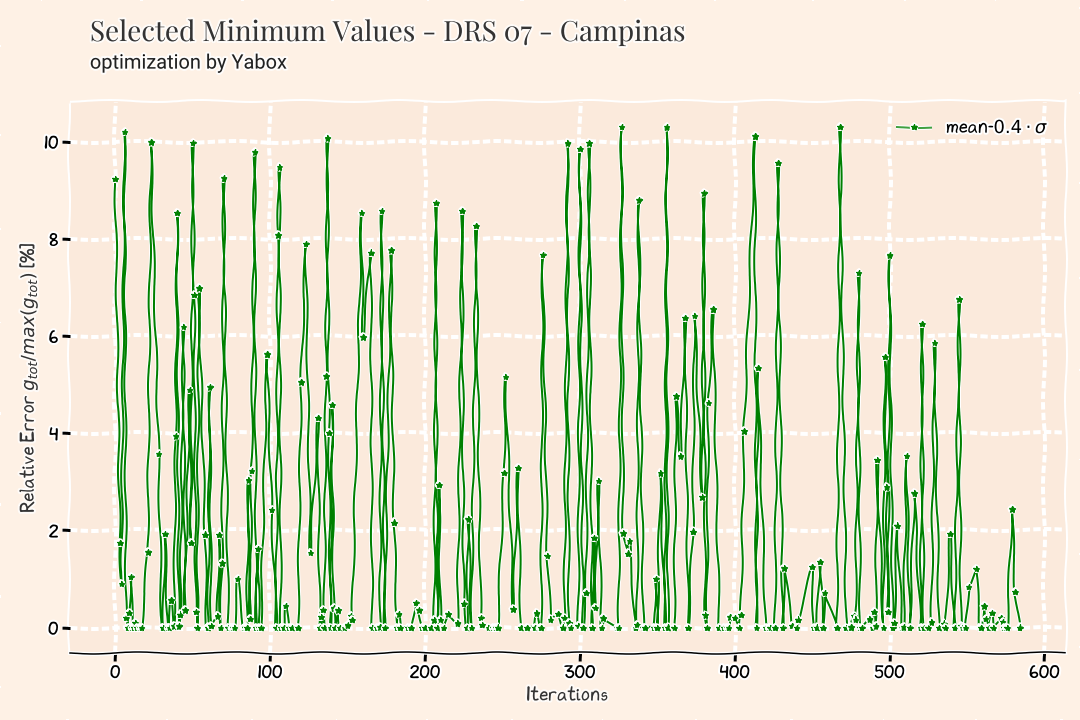 Selected Minimum Values - DRS 07 - Campinas
optimization by Yabox
mean-0.4 · σ
Relative Error g_tot/max(g_tot) [%]
10
8
6
4
2
0
0 100 200 300 400 500 600
Iterations